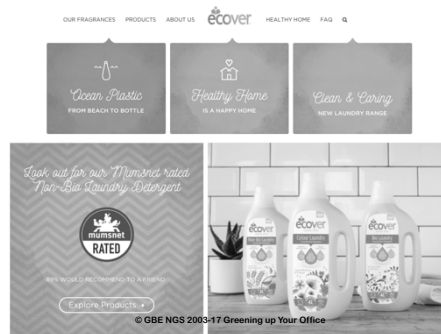 OUR FRAGRANCES PRODUCTS ABOUT US ecover HEALTHY HOME FAQ
Ocean Plastic
FROM BEACH TO BOTTLE
Healthy Home
IS A HAPPY HOME
Clean & Caring
NEW LAUNDRY RANGE
Look out for our Mumsnet rated
Non-Bio Laundry Detergent
mumsnet
RATED
89% WOULD RECOMMEND TO A FRIEND
Explore Products
ecover
ecover
ecover
© GBE NGS 2003-17 Greening up Your Office